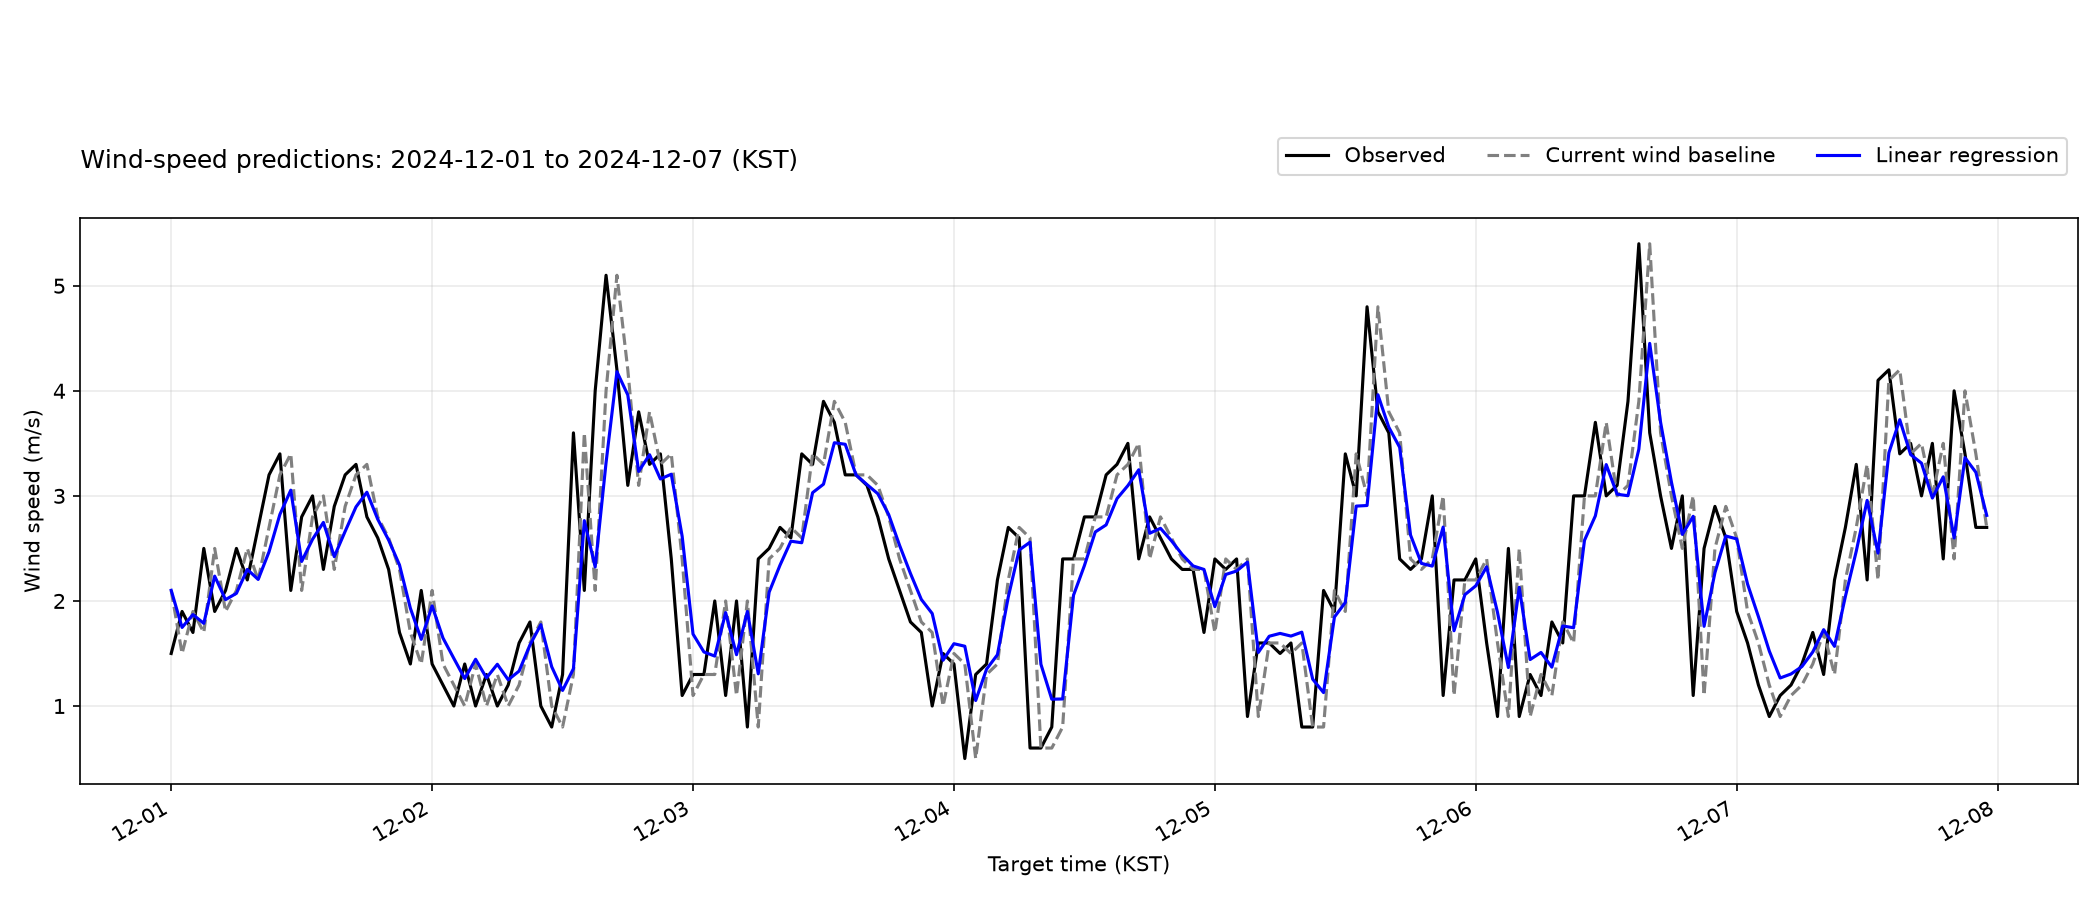 Wind-speed predictions: 2024-12-01 to 2024-12-07 (KST)
Observed
Current wind baseline
Linear regression
Wind speed (m/s)
5
4
3
2
1
12-01
12-02
12-03
12-04
12-05
12-06
12-07
12-08
Target time (KST)